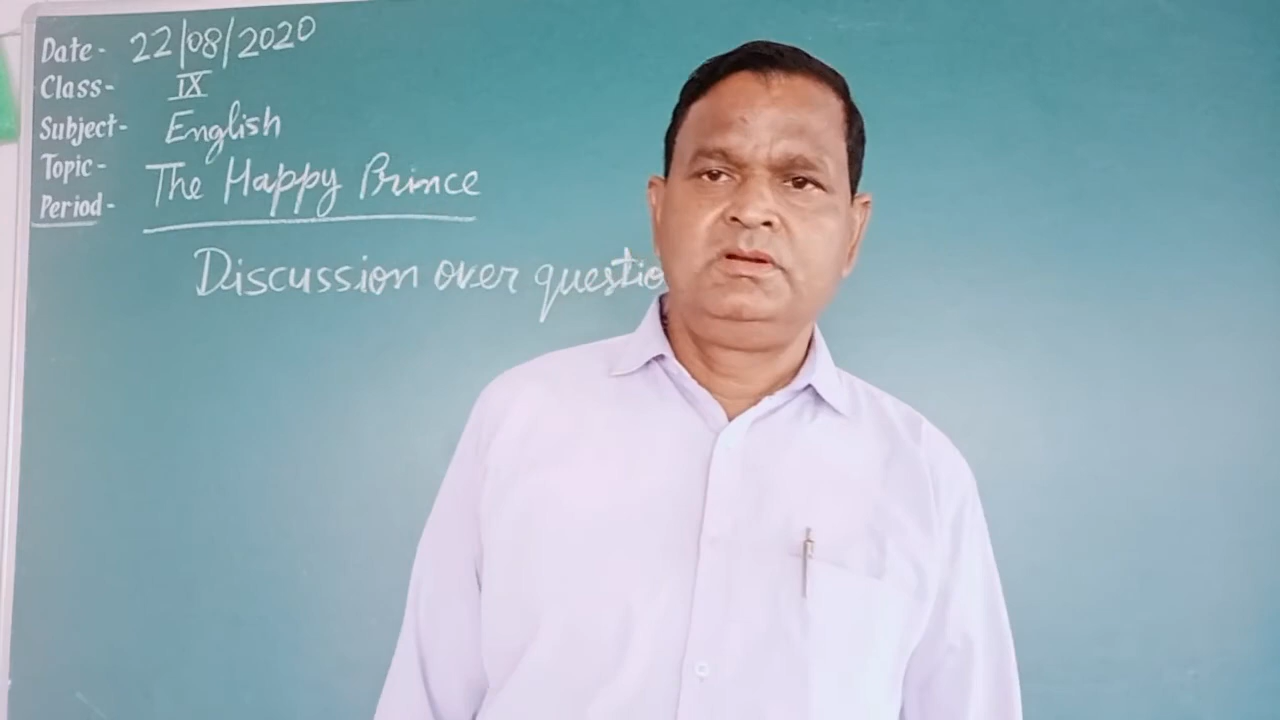 Date- 22/08/2020
Class- IX
Subject- English
Topic- The Happy Prince
Period-
Discussion over questio